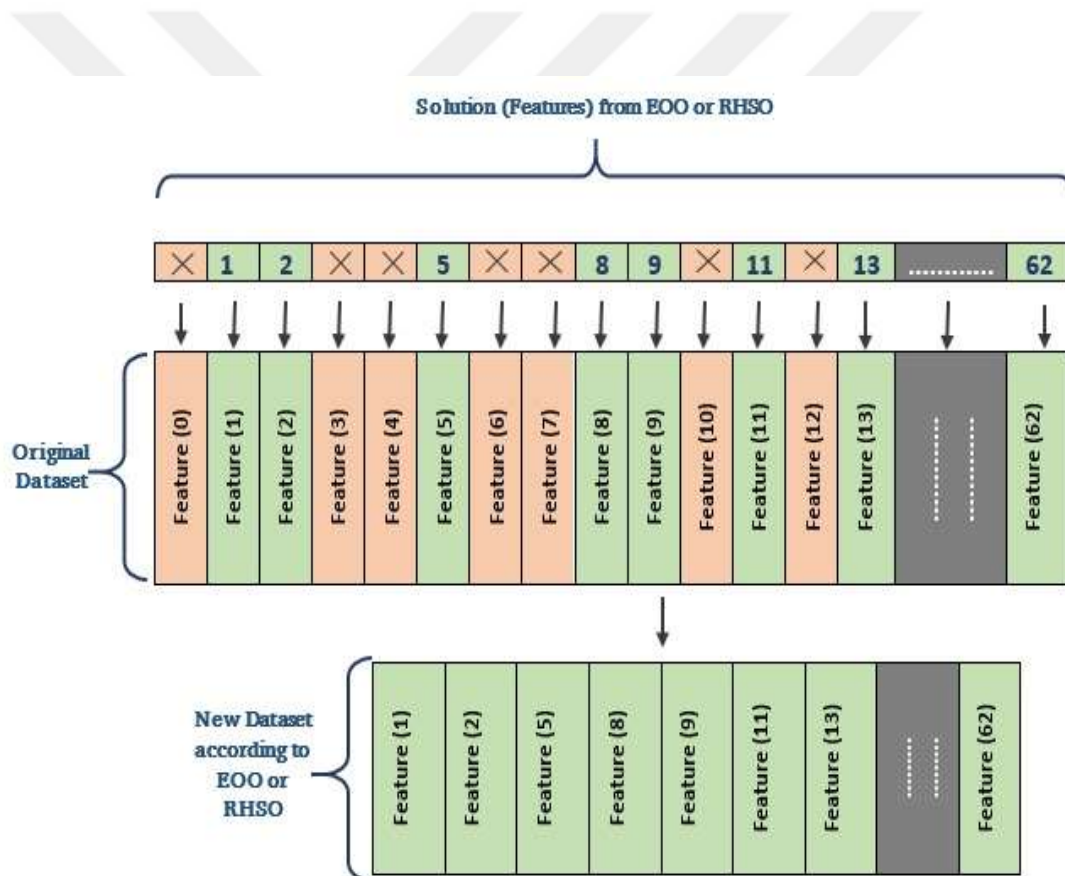 Solution (Features) from EOO or RHSO
× 1 2 × × 5 × × 8 9 × 11 × 13 ............ 62
Original
Dataset
Feature (0)
Feature (1)
Feature (2)
Feature (3)
Feature (4)
Feature (5)
Feature (6)
Feature (7)
Feature (8)
Feature (9)
Feature (10)
Feature (11)
Feature (12)
Feature (13)
Feature (62)
New Dataset
according to
EOO or
RHSO
Feature (1)
Feature (2)
Feature (5)
Feature (8)
Feature (9)
Feature (11)
Feature (13)
Feature (62)